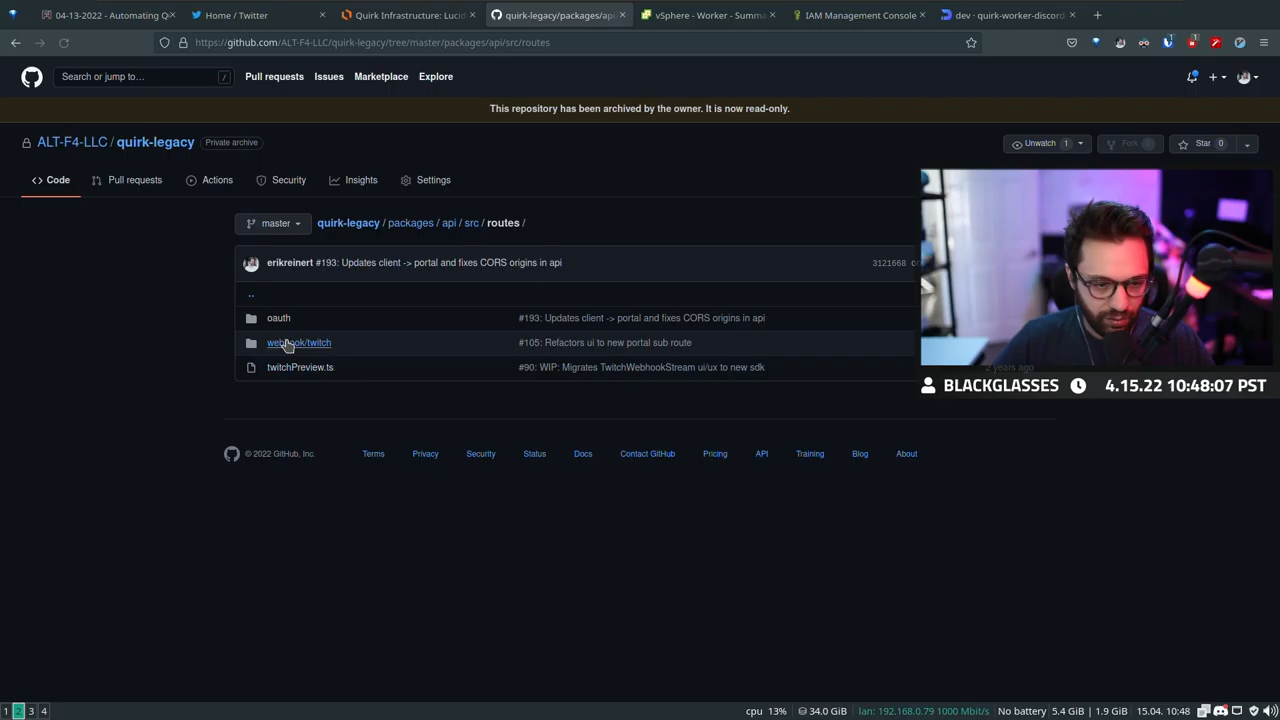 04-13-2022 - Automating Q
Home / Twitter
Quirk Infrastructure: Lucid
quirk-legacy/packages/api
vSphere - Worker - Summa
IAM Management Console
dev · quirk-worker-discord
https://github.com/ALT-F4-LLC/quirk-legacy/tree/master/packages/api/src/routes
Search or jump to… /
Pull requests
Issues
Marketplace
Explore
This repository has been archived by the owner. It is now read-only.
ALT-F4-LLC / quirk-legacy
Private archive
Unwatch 1
Fork 0
Star 0
Code
Pull requests
Actions
Security
Insights
Settings
master
quirk-legacy / packages / api / src / routes /
erikreinert #193: Updates client -> portal and fixes CORS origins in api
3121668
..
oauth
#193: Updates client -> portal and fixes CORS origins in api
webhook/twitch
#105: Refactors ui to new portal sub route
twitchPreview.ts
#90: WIP: Migrates TwitchWebhookStream ui/ux to new sdk
2 years ago
BLACKGLASSES 4.15.22 10:48:07 PST
© 2022 GitHub, Inc.
Terms
Privacy
Security
Status
Docs
Contact GitHub
Pricing
API
Training
Blog
About
1 2 3 4
cpu 13% 34.0 GiB lan: 192.168.0.79 1000 Mbit/s No battery 5.4 GiB | 1.9 GiB 15.04. 10:48